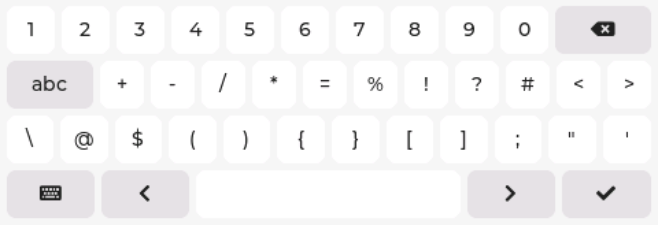 1 2 3 4 5 6 7 8 9 0
abc + - / * = % ! ? # < >
\ @ $ ( ) { } [ ] ; " '